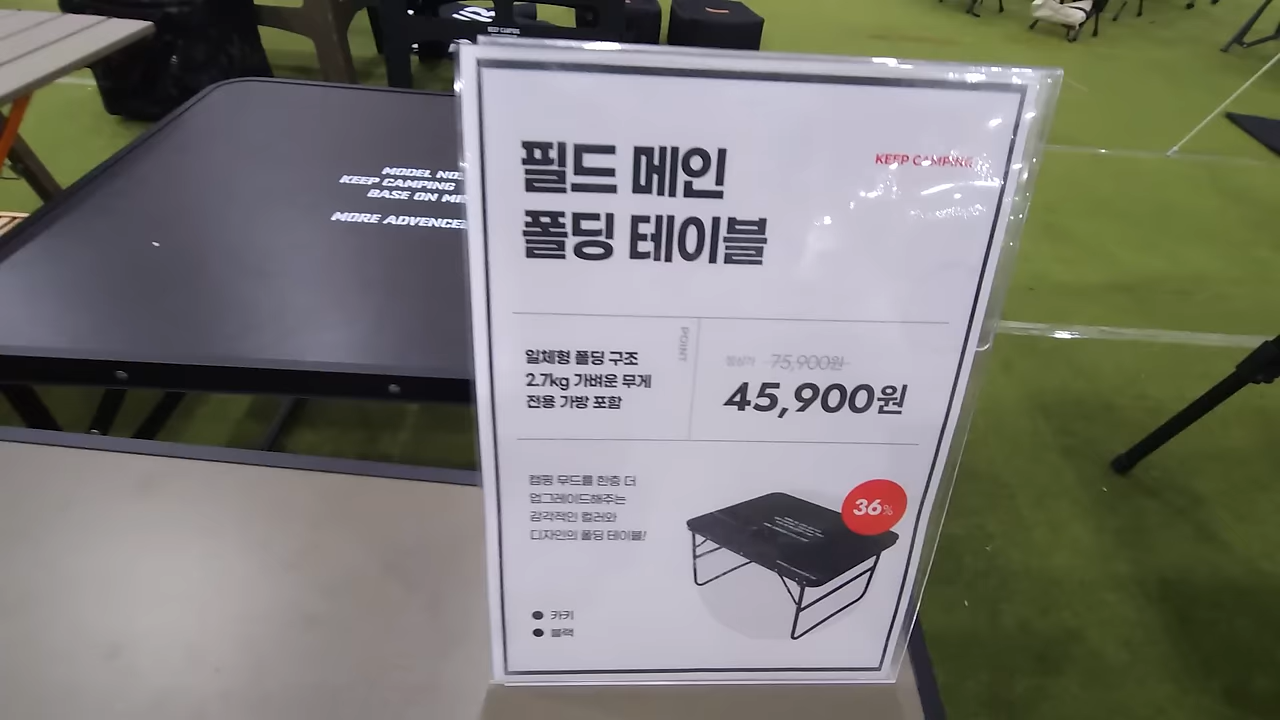 KEEP CAMPING
MODEL NO.
KEEP CAMPING
BASE ON
MORE ADVENCE
필드 메인
폴딩 테이블
KEEP CAMPING
일체형 폴딩 구조
2.7kg 가벼운 무게
전용 가방 포함
POINT
정상가 75,900원
45,900원
캠핑 무드를 한층 더
업그레이드해주는
감각적인 컬러와
디자인의 폴딩 테이블!
36%
● 카키
● 블랙